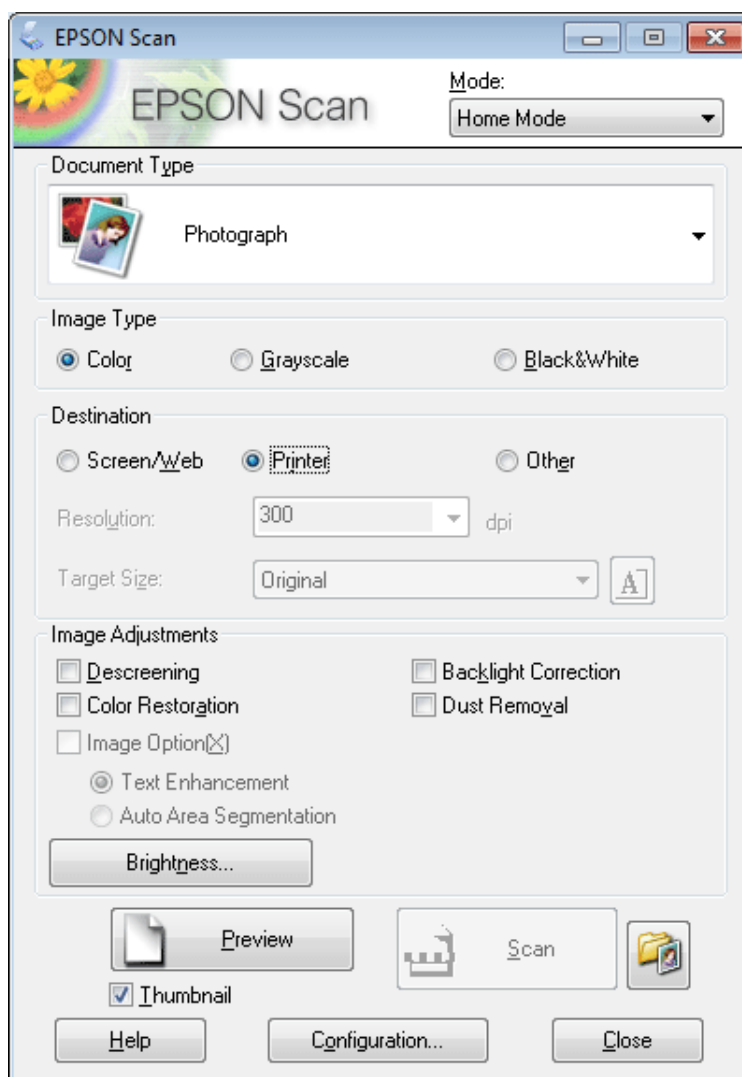 EPSON Scan
EPSON Scan
Mode:
Home Mode
Document Type
Photograph
Image Type
Color
Grayscale
Black&White
Destination
Screen/Web
Printer
Other
Resolution:
300
dpi
Target Size:
Original
A
Image Adjustments
Descreening
Backlight Correction
Color Restoration
Dust Removal
Image Option(X)
Text Enhancement
Auto Area Segmentation
Brightness...
Preview
Scan
Thumbnail
Help
Configuration...
Close